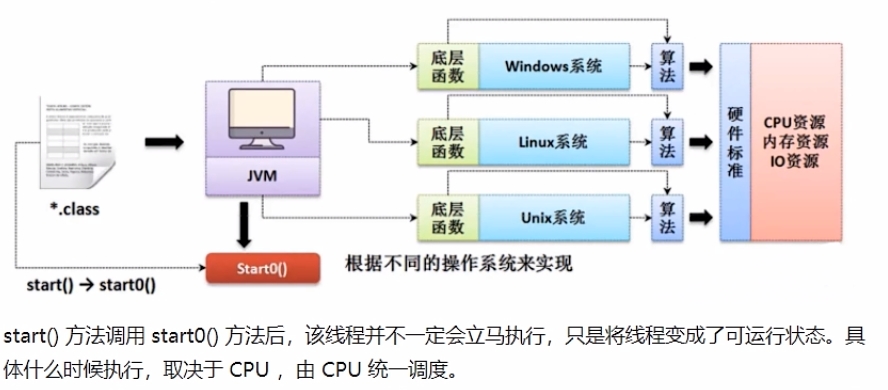 底层函数
Windows系统
算法
底层函数
Linux系统
算法
底层函数
Unix系统
算法
硬件标准
CPU资源
内存资源
IO资源
*.class
JVM
Start0()
start() → start0()
根据不同的操作系统来实现
start() 方法调用 start0() 方法后，该线程并不一定会立马执行，只是将线程变成了可运行状态。具
体什么时候执行，取决于 CPU ，由 CPU 统一调度。